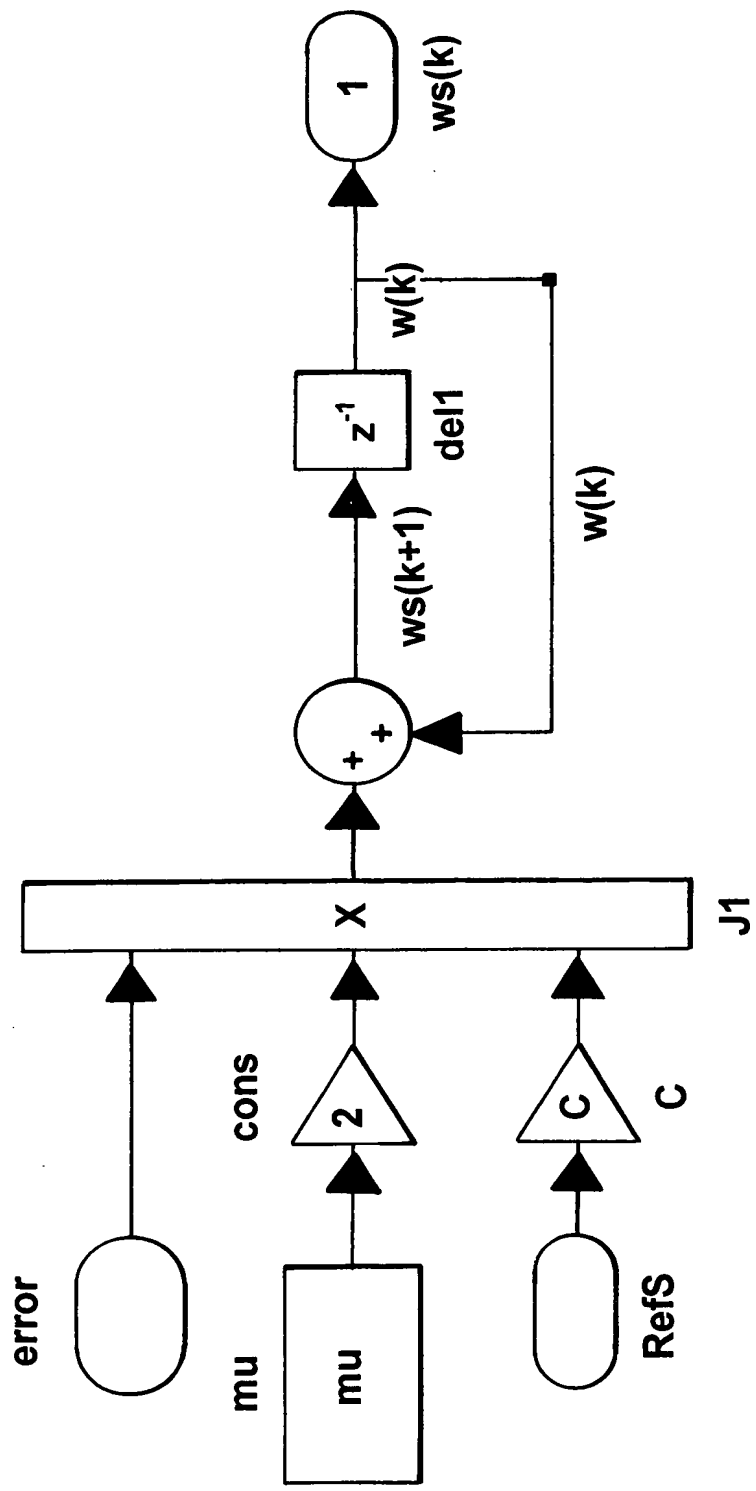 error
mu
mu
cons
2
RefS
C
C
X
J1
+
+
ws(k+1)
z-1
del1
w(k)
w(k)
1
ws(k)